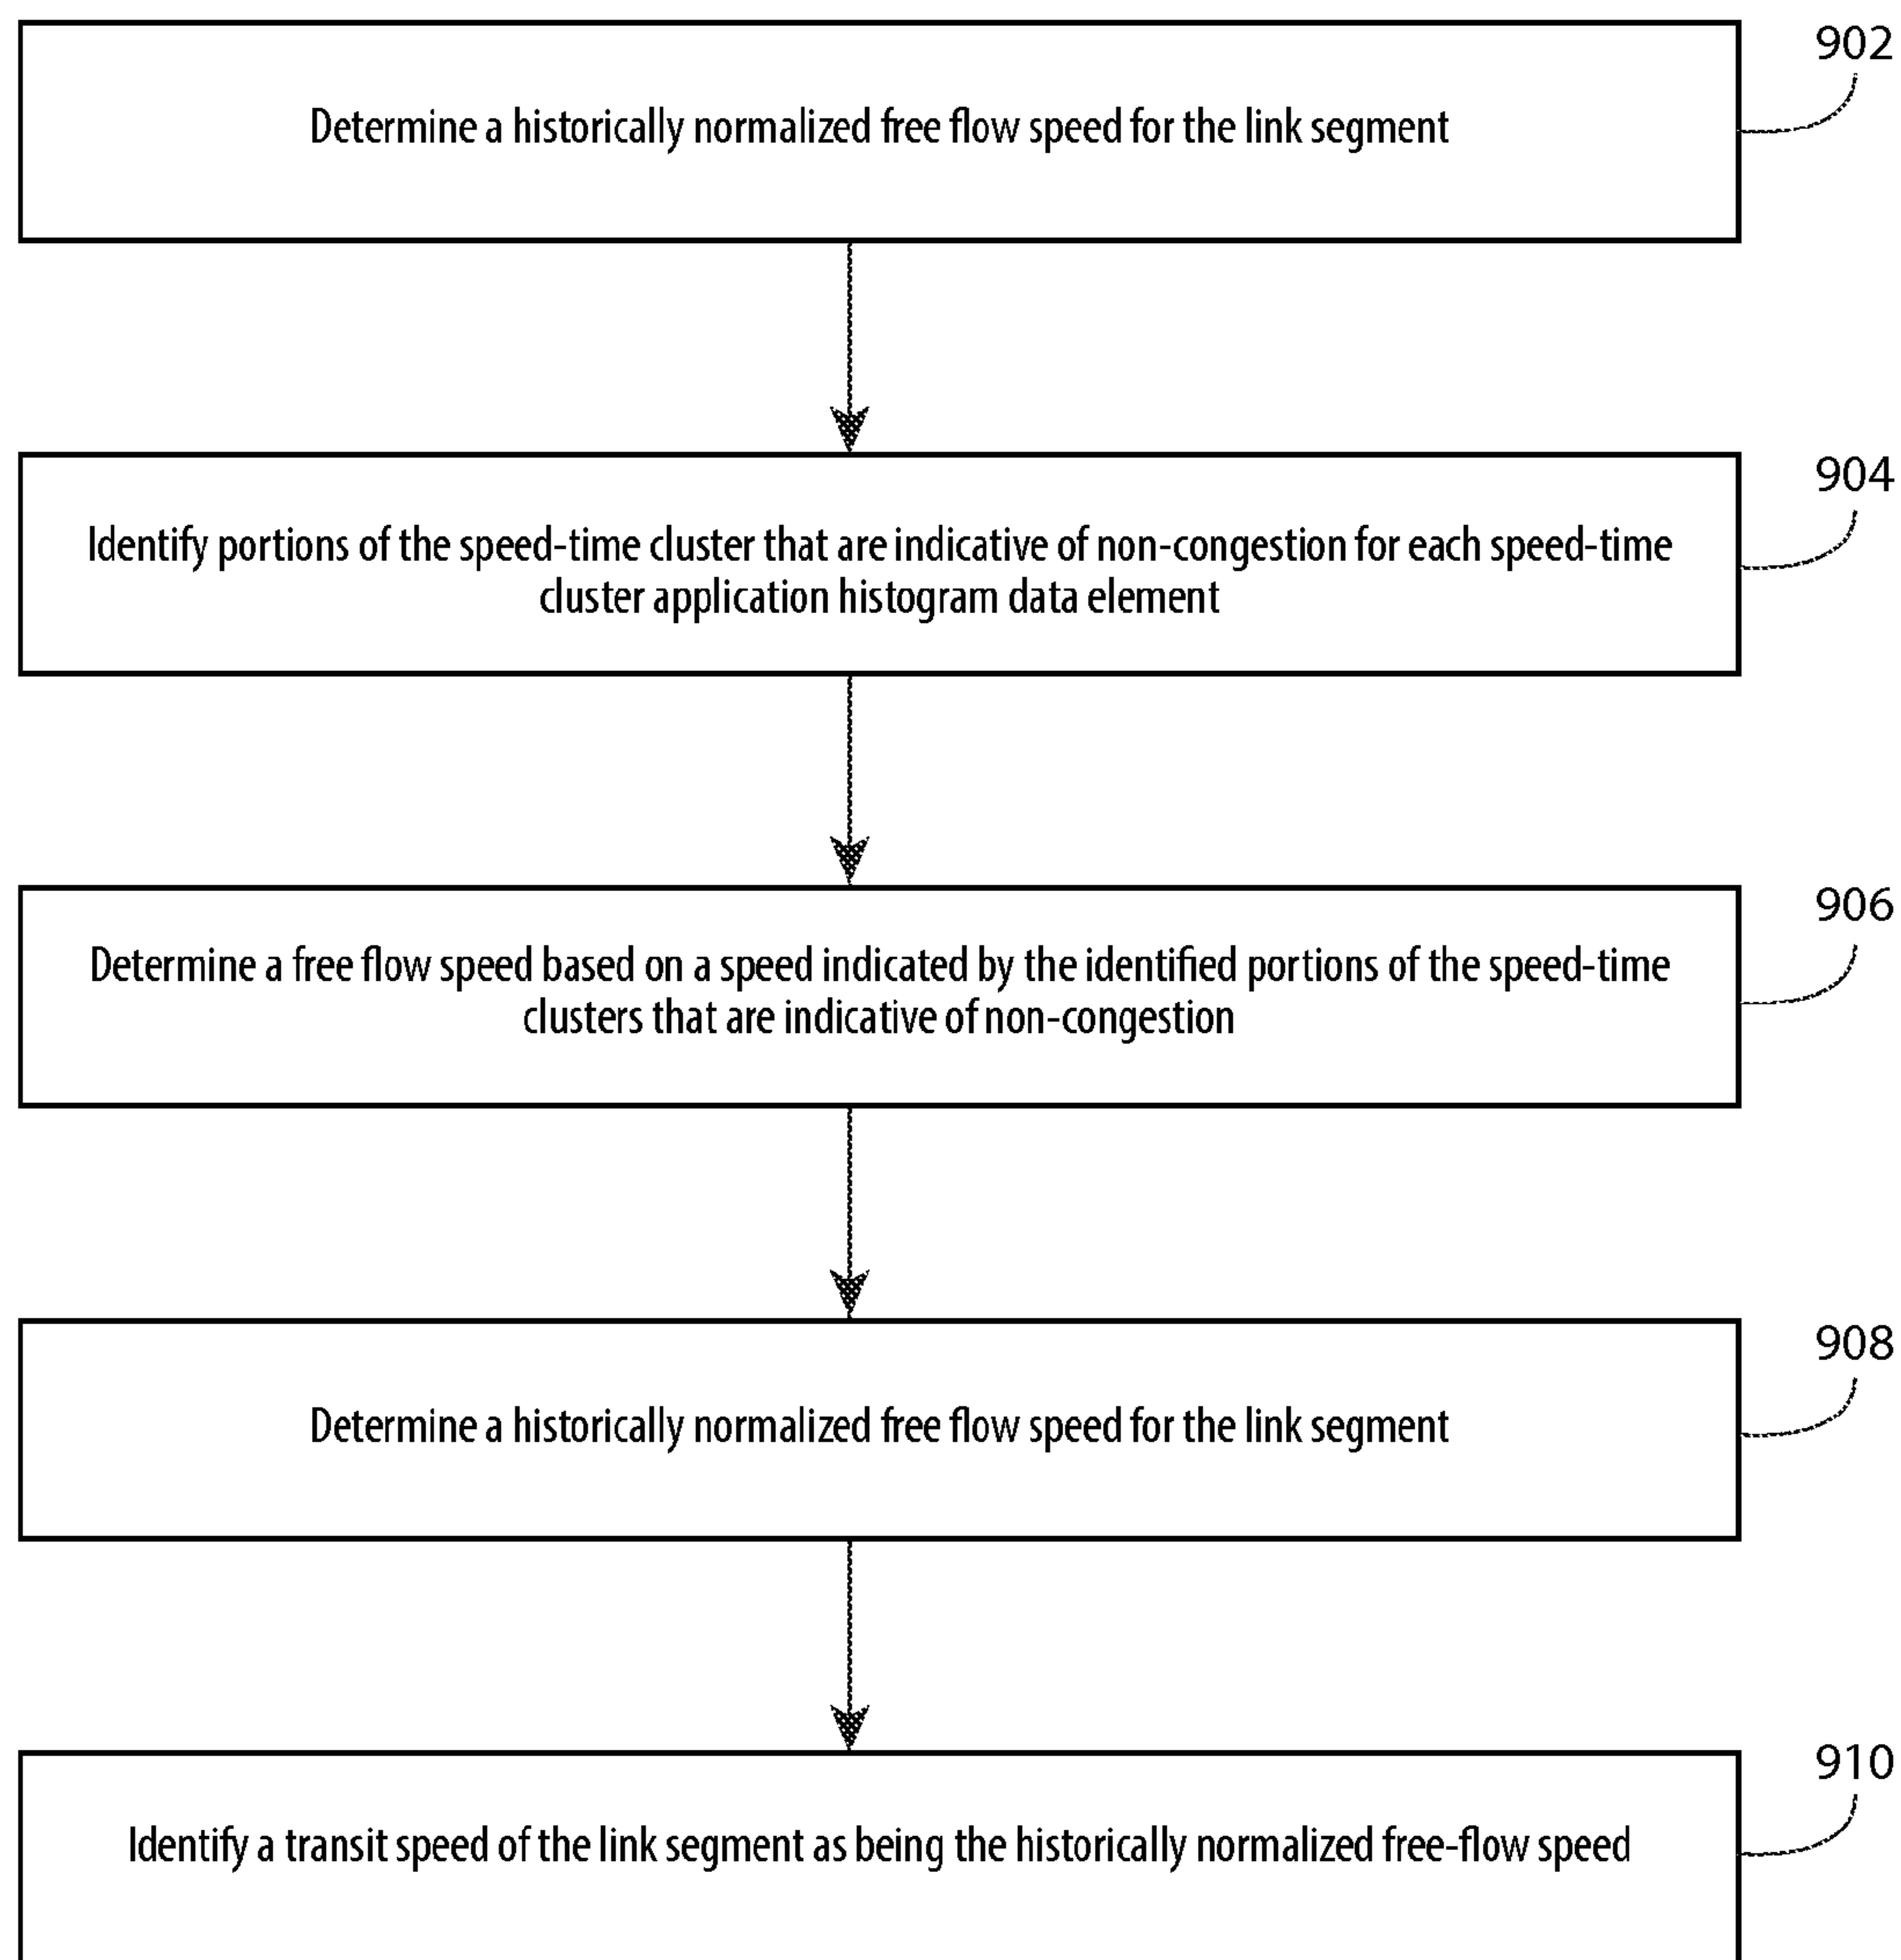 902
Determine a historically normalized free flow speed for the link segment
904
Identify portions of the speed-time cluster that are indicative of non-congestion for each speed-time
cluster application histogram data element
906
Determine a free flow speed based on a speed indicated by the identified portions of the speed-time
clusters that are indicative of non-congestion
908
Determine a historically normalized free flow speed for the link segment
910
Identify a transit speed of the link segment as being the historically normalized free-flow speed